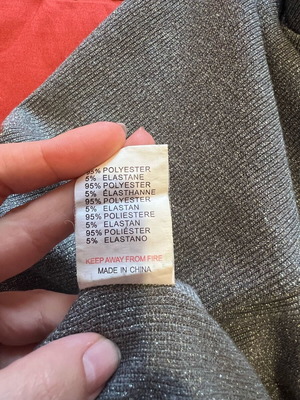 95% POLYESTER
5% ELASTANE
95% POLYESTER
5% ÉLASTHANNE
95% POLYESTER
5% ELASTAN
95% POLIESTERE
5% ELASTAN
95% POLIÉSTER
5% ELASTANO
KEEP AWAY FROM FIRE
MADE IN CHINA